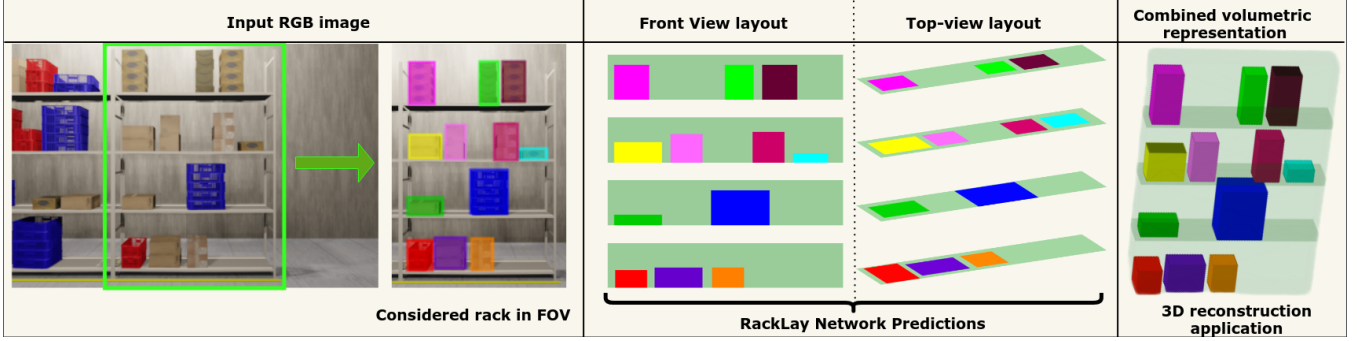 Input RGB image
Front View layout
Top-view layout
Combined volumetric
representation
Considered rack in FOV
RackLay Network Predictions
3D reconstruction
application